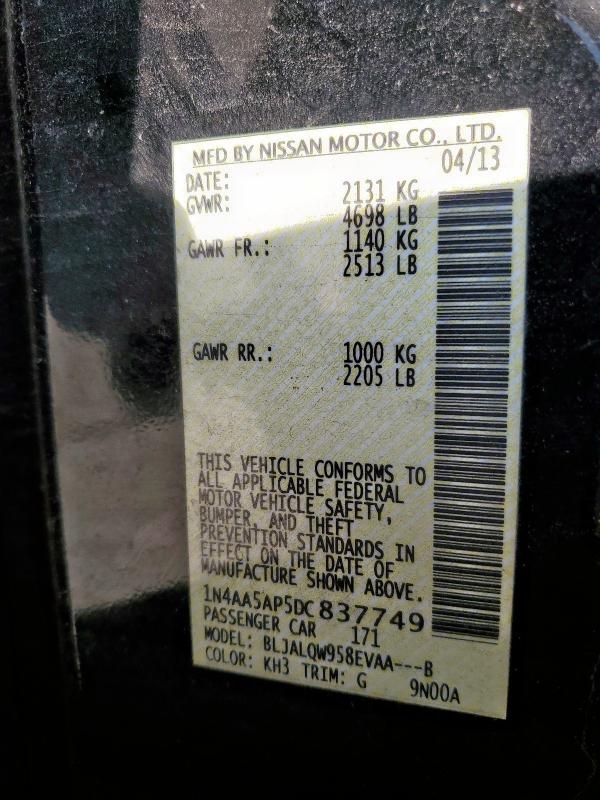 MFD BY NISSAN MOTOR CO., LTD.
DATE: 04/13
GVWR: 2131 KG
4698 LB
GAWR FR.: 1140 KG
2513 LB
GAWR RR.: 1000 KG
2205 LB
THIS VEHICLE CONFORMS TO
ALL APPLICABLE FEDERAL
MOTOR VEHICLE SAFETY,
BUMPER, AND THEFT
PREVENTION STANDARDS IN
EFFECT ON THE DATE OF
MANUFACTURE SHOWN ABOVE.
1N4AA5AP5DC837749
PASSENGER CAR 171
MODEL: BLJALQW958EVAA---B
COLOR: KH3 TRIM: G 9N00A